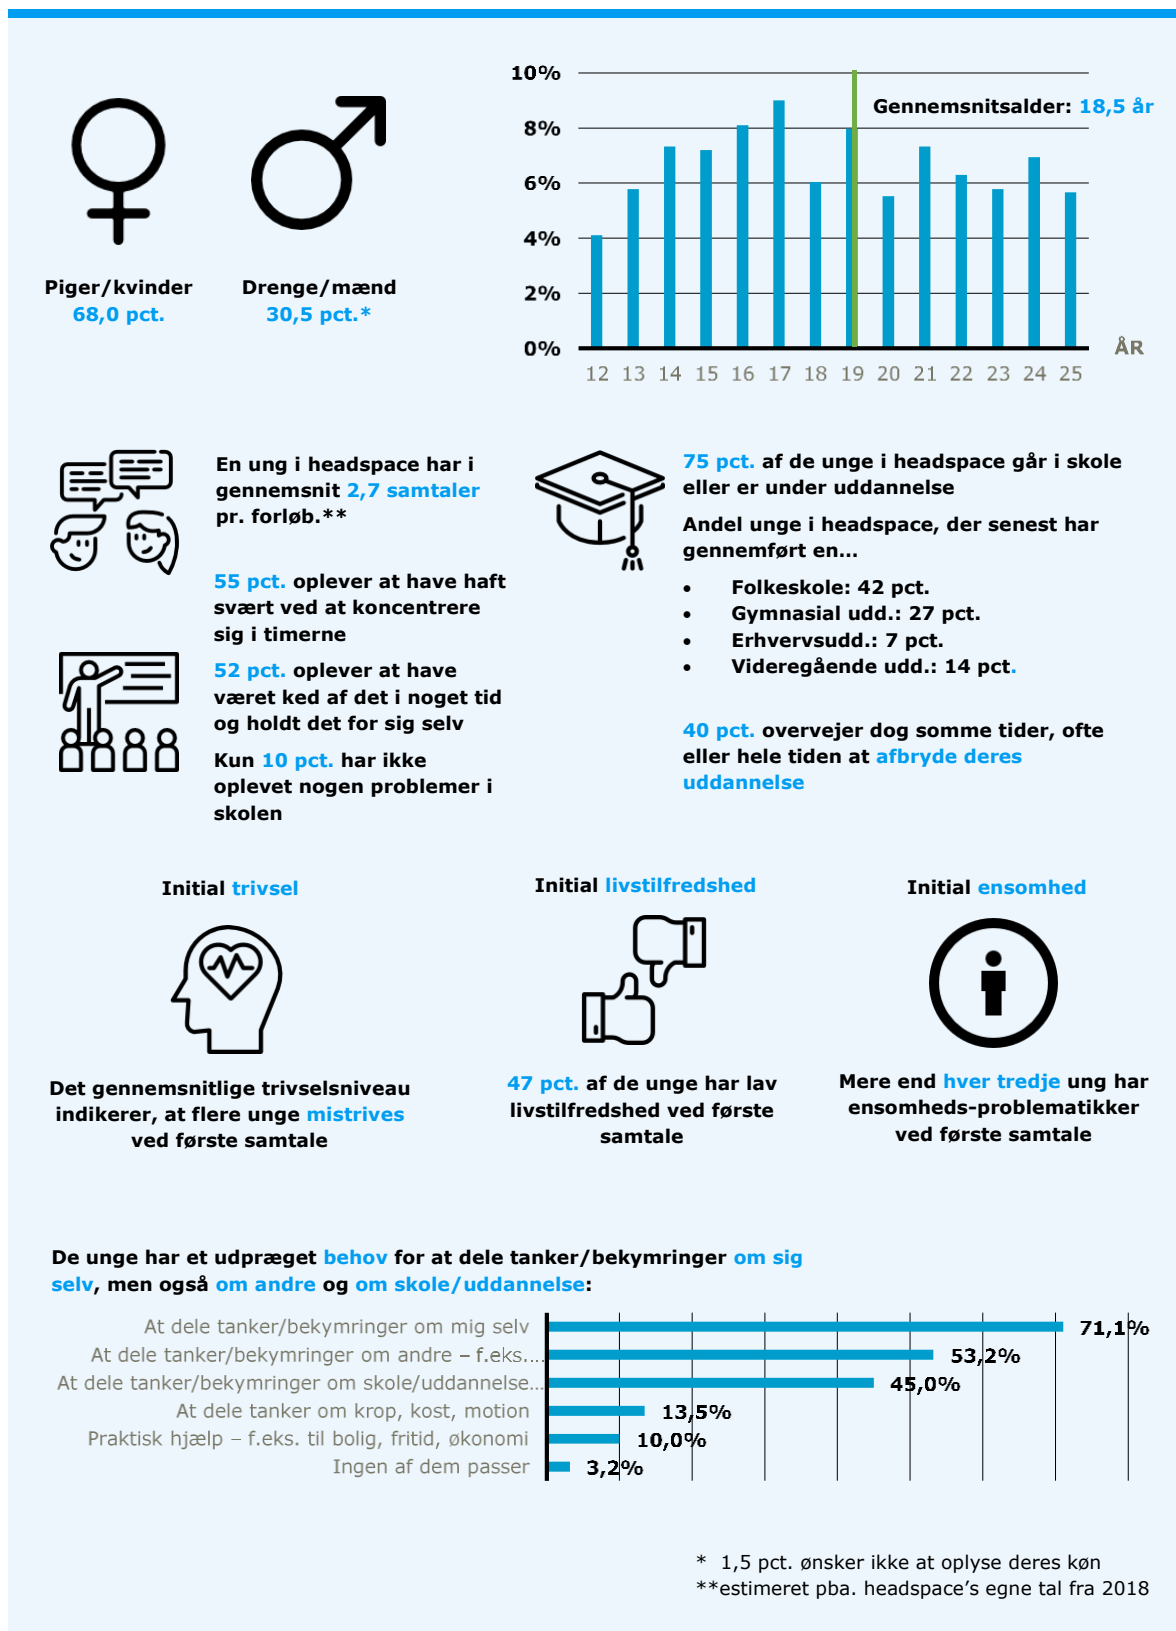 Piger/kvinder
68,0 pct.
Drenge/mænd
30,5 pct.*
10%
8%
6%
4%
2%
0%
Gennemsnitsalder: 18,5 år
ÅR
12 13 14 15 16 17 18 19 20 21 22 23 24 25
En ung i headspace har i
gennemsnit 2,7 samtaler
pr. forløb.**
55 pct. oplever at have haft
svært ved at koncentrere
sig i timerne
52 pct. oplever at have
været ked af det i noget tid
og holdt det for sig selv
Kun 10 pct. har ikke
oplevet nogen problemer i
skolen
75 pct. af de unge i headspace går i skole
eller er under uddannelse
Andel unge i headspace, der senest har
gennemført en...
• Folkeskole: 42 pct.
• Gymnasial udd.: 27 pct.
• Erhvervsudd.: 7 pct.
• Videregående udd.: 14 pct.
40 pct. overvejer dog somme tider, ofte
eller hele tiden at afbryde deres
uddannelse
Initial trivsel
Det gennemsnitlige trivselsniveau
indikerer, at flere unge mistrives
ved første samtale
Initial livstilfredshed
47 pct. af de unge har lav
livstilfredshed ved første
samtale
Initial ensomhed
Mere end hver tredje ung har
ensomheds-problematikker
ved første samtale
De unge har et udpræget behov for at dele tanker/bekymringer om sig
selv, men også om andre og om skole/uddannelse:
At dele tanker/bekymringer om mig selv 71,1%
At dele tanker/bekymringer om andre – f.eks.... 53,2%
At dele tanker/bekymringer om skole/uddannelse... 45,0%
At dele tanker om krop, kost, motion 13,5%
Praktisk hjælp – f.eks. til bolig, fritid, økonomi 10,0%
Ingen af dem passer 3,2%
* 1,5 pct. ønsker ikke at oplyse deres køn
**estimeret pba. headspace’s egne tal fra 2018